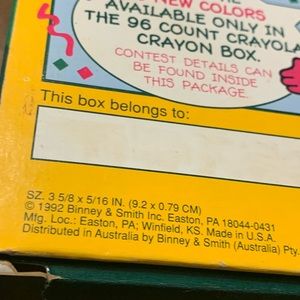 NEW COLORS
AVAILABLE ONLY IN
THE 96 COUNT CRAYOLA
CRAYON BOX.
CONTEST DETAILS CAN
BE FOUND INSIDE
THIS PACKAGE.
This box belongs to:
SZ. 3 5/8 x 5/16 IN. (9.2 x 0.79 CM)
© 1992 Binney & Smith Inc. Easton, PA 18044-0431
Mfg. Loc.: Easton, PA; Winfield, KS. Made in U.S.A.
Distributed in Australia by Binney & Smith (Australia) Pty.